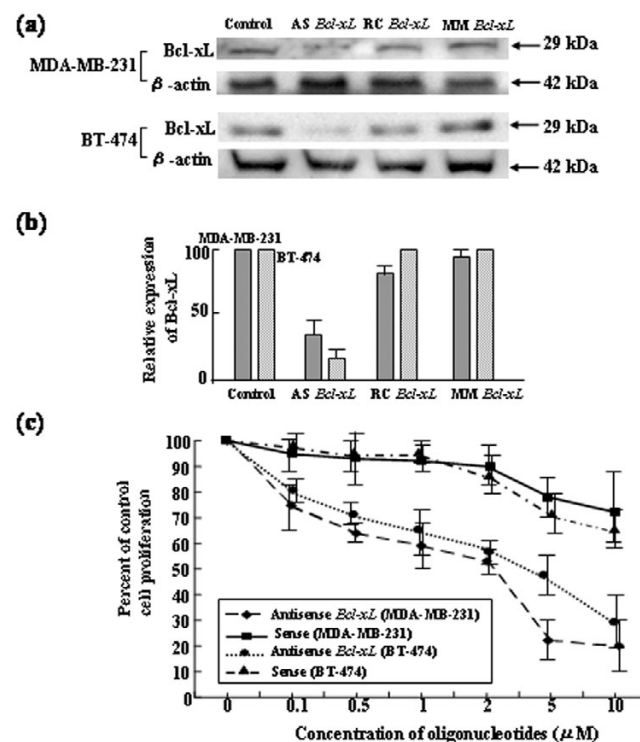 (a)
Control AS Bcl-xL RC Bcl-xL MM Bcl-xL
MDA-MB-231
Bcl-xL
29 kDa
β-actin
42 kDa
BT-474
Bcl-xL
29 kDa
β-actin
42 kDa
(b)
MDA-MB-231
BT-474
Relative expression
of Bcl-xL
100
50
0
Control AS Bcl-xL RC Bcl-xL MM Bcl-xL
(c)
Percent of control
cell proliferation
100
90
80
70
60
50
40
30
20
10
0
Antisense Bcl-xL (MDA-MB-231)
Sense (MDA-MB-231)
Antisense Bcl-xL (BT-474)
Sense (BT-474)
0 0.1 0.5 1 2 5 10
Concentration of oligonucleotides (μM)